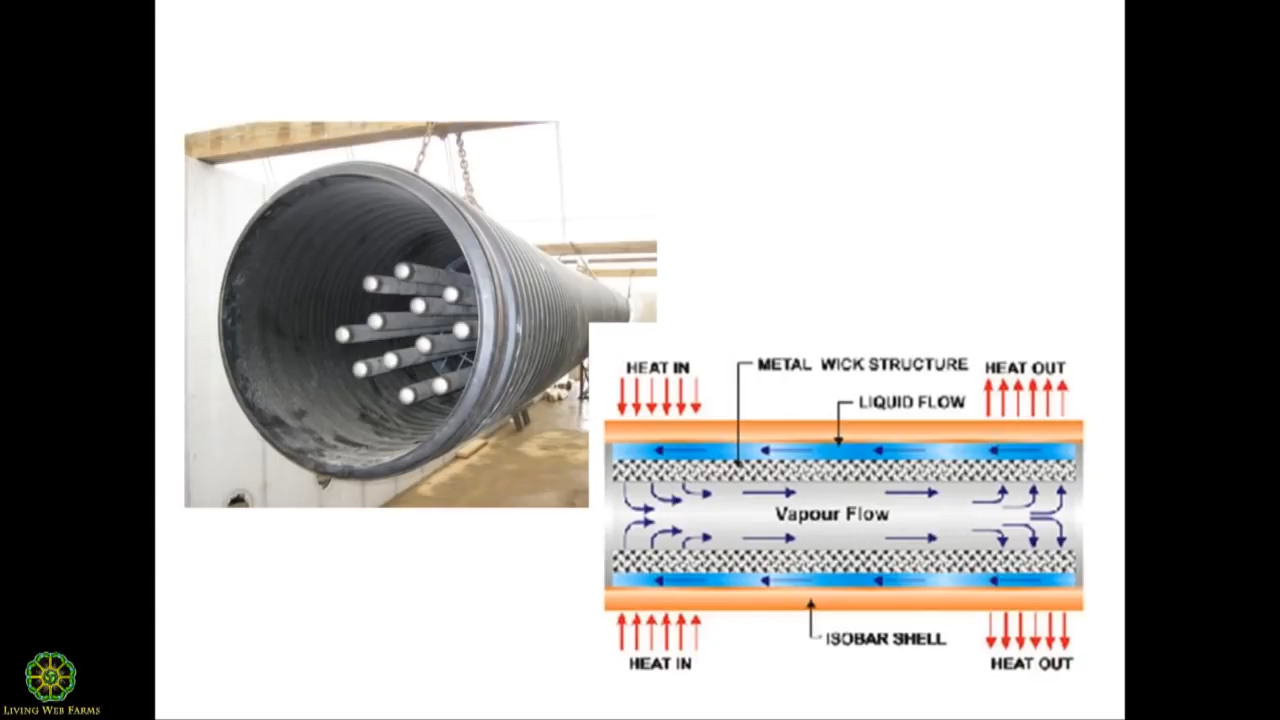 HEAT IN
METAL WICK STRUCTURE
HEAT OUT
LIQUID FLOW
Vapour Flow
ISOBAR SHELL
HEAT IN
HEAT OUT
LIVING WEB FARMS